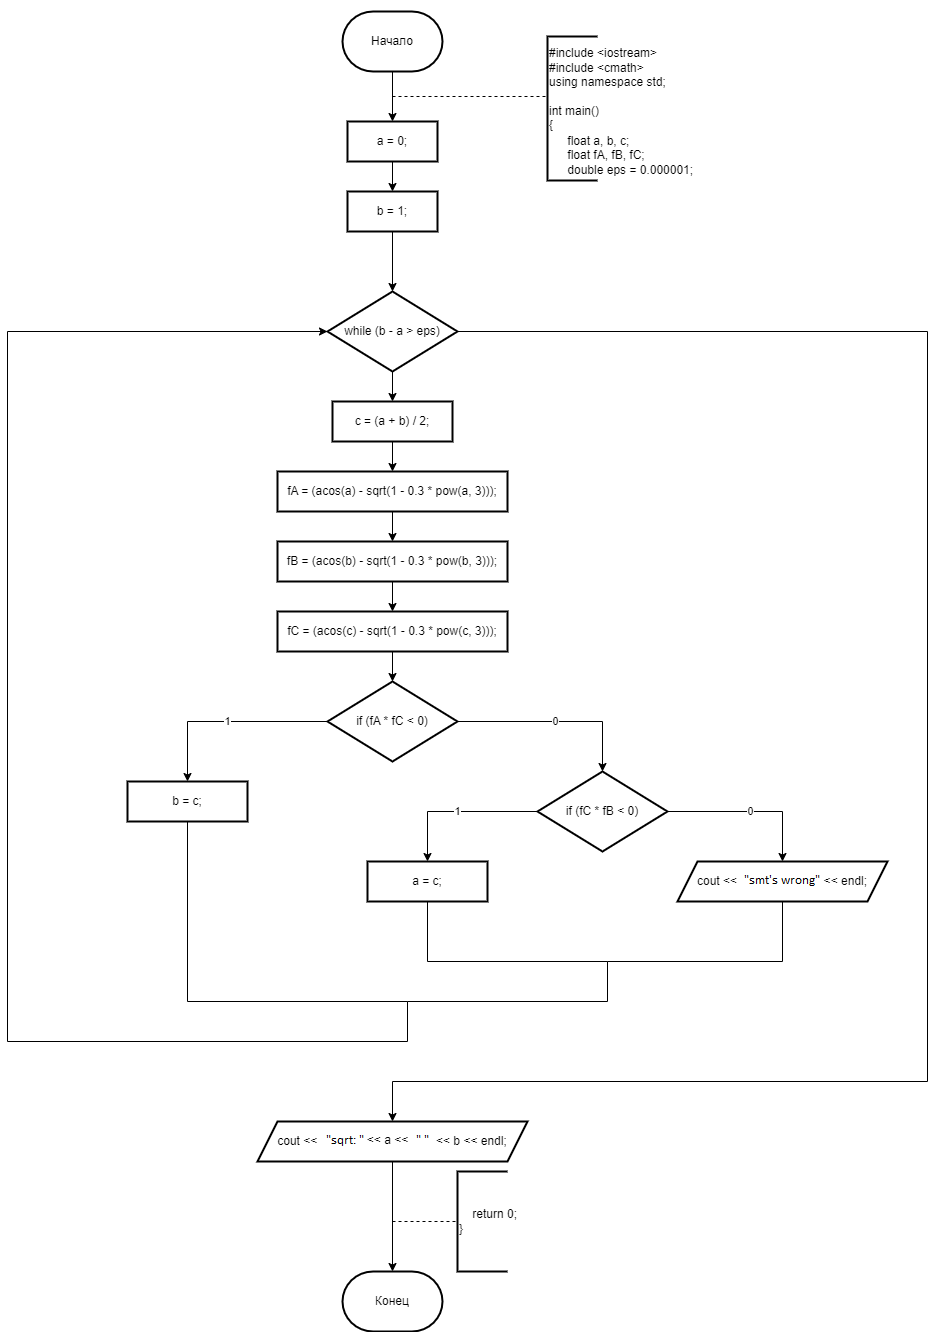 Начало
#include <iostream>
#include <cmath>
using namespace std;
int main()
{
float a, b, c;
float fA, fB, fC;
double eps = 0.000001;
a = 0;
b = 1;
while (b - a > eps)
c = (a + b) / 2;
fA = (acos(a) - sqrt(1 - 0.3 * pow(a, 3)));
fB = (acos(b) - sqrt(1 - 0.3 * pow(b, 3)));
fC = (acos(c) - sqrt(1 - 0.3 * pow(c, 3)));
if (fA * fC < 0)
1
0
b = c;
if (fC * fB < 0)
1
0
a = c;
cout << "smt's wrong" << endl;
cout << "sqrt: " << a << " " << b << endl;
return 0;
}
Конец